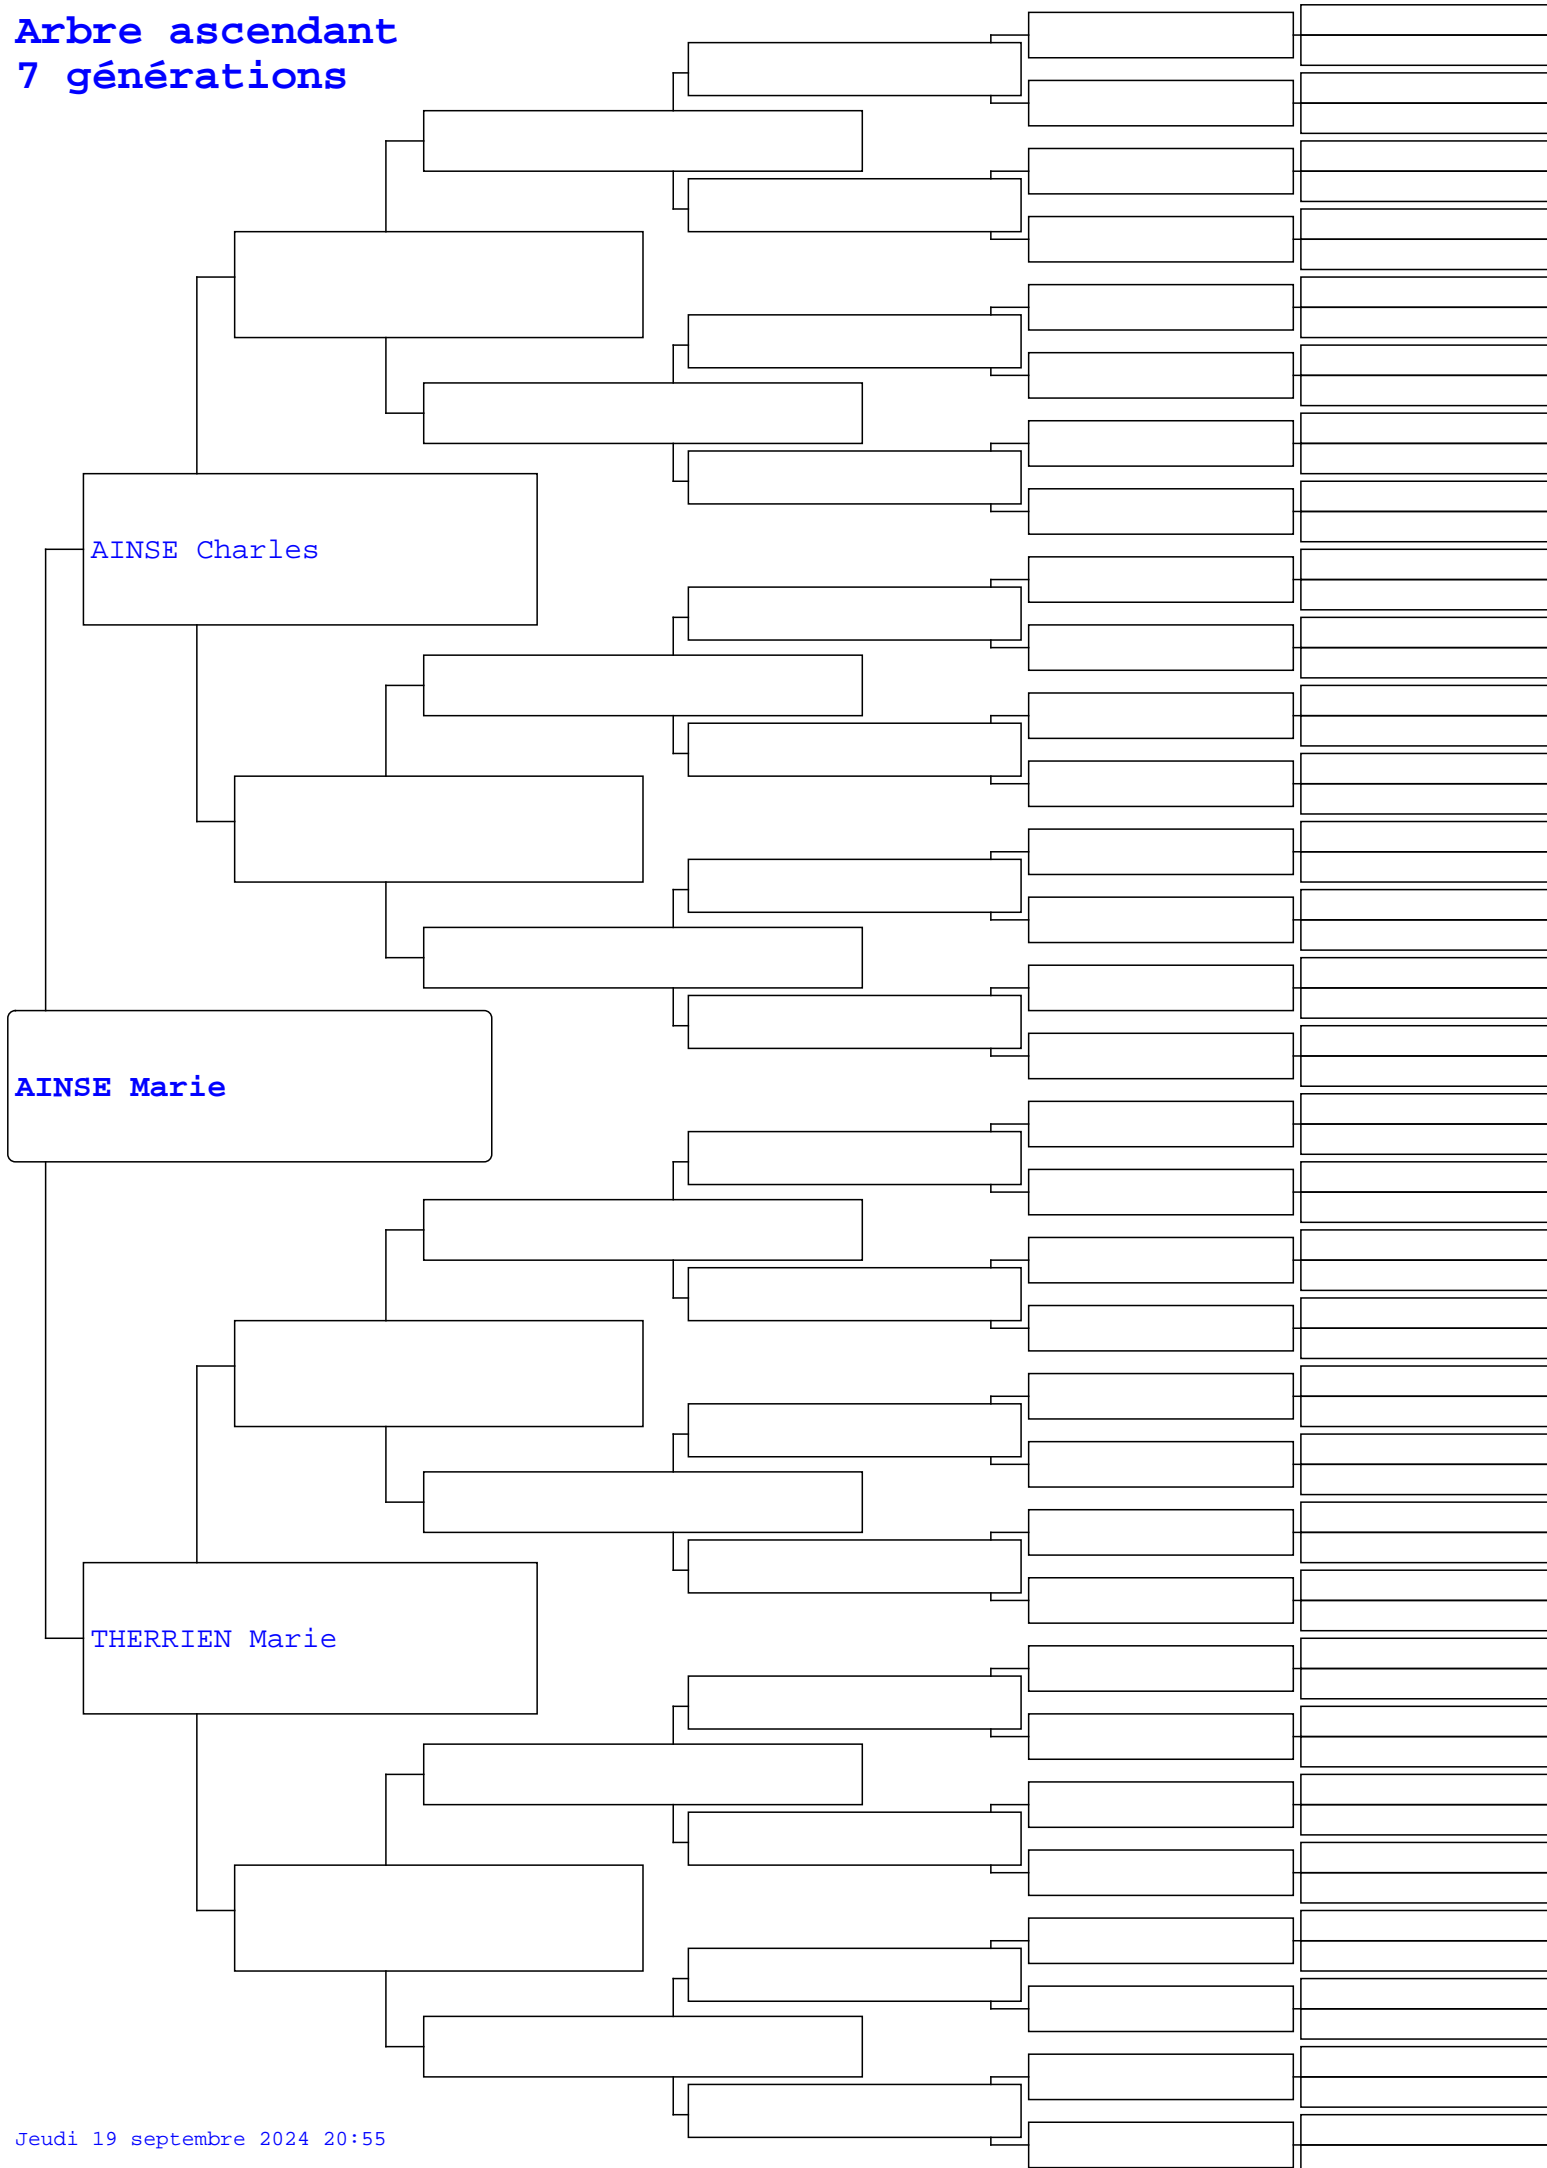 Arbre ascendant
7 générations
AINSE Charles
AINSE Marie
THERRIEN Marie
Jeudi 19 septembre 2024 20:55